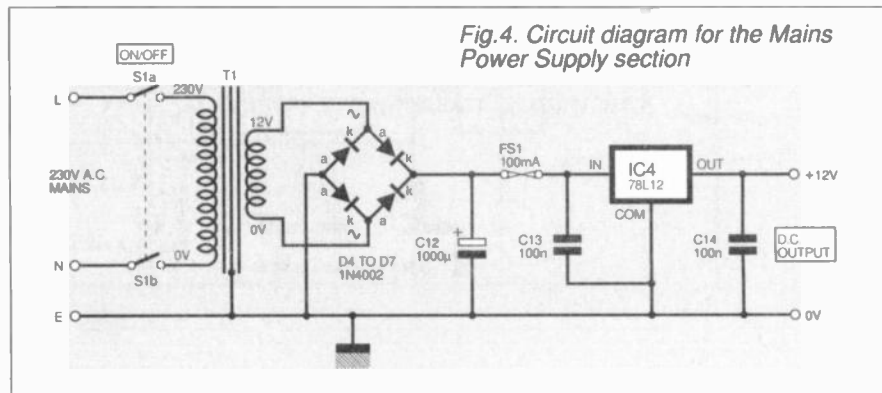 Fig.4. Circuit diagram for the Mains
Power Supply section
ON/OFF
S1a
230V
T1
L
12V
k
a
a
k
230V A.C.
MAINS
a
k
k
a
0V
N
0V
S1b
D4 TO D7
1N4002
FS1
100mA
IN
IC4
78L12
OUT
COM
+12V
+
C12
1000µ
C13
100n
C14
100n
D.C.
OUTPUT
E
0V